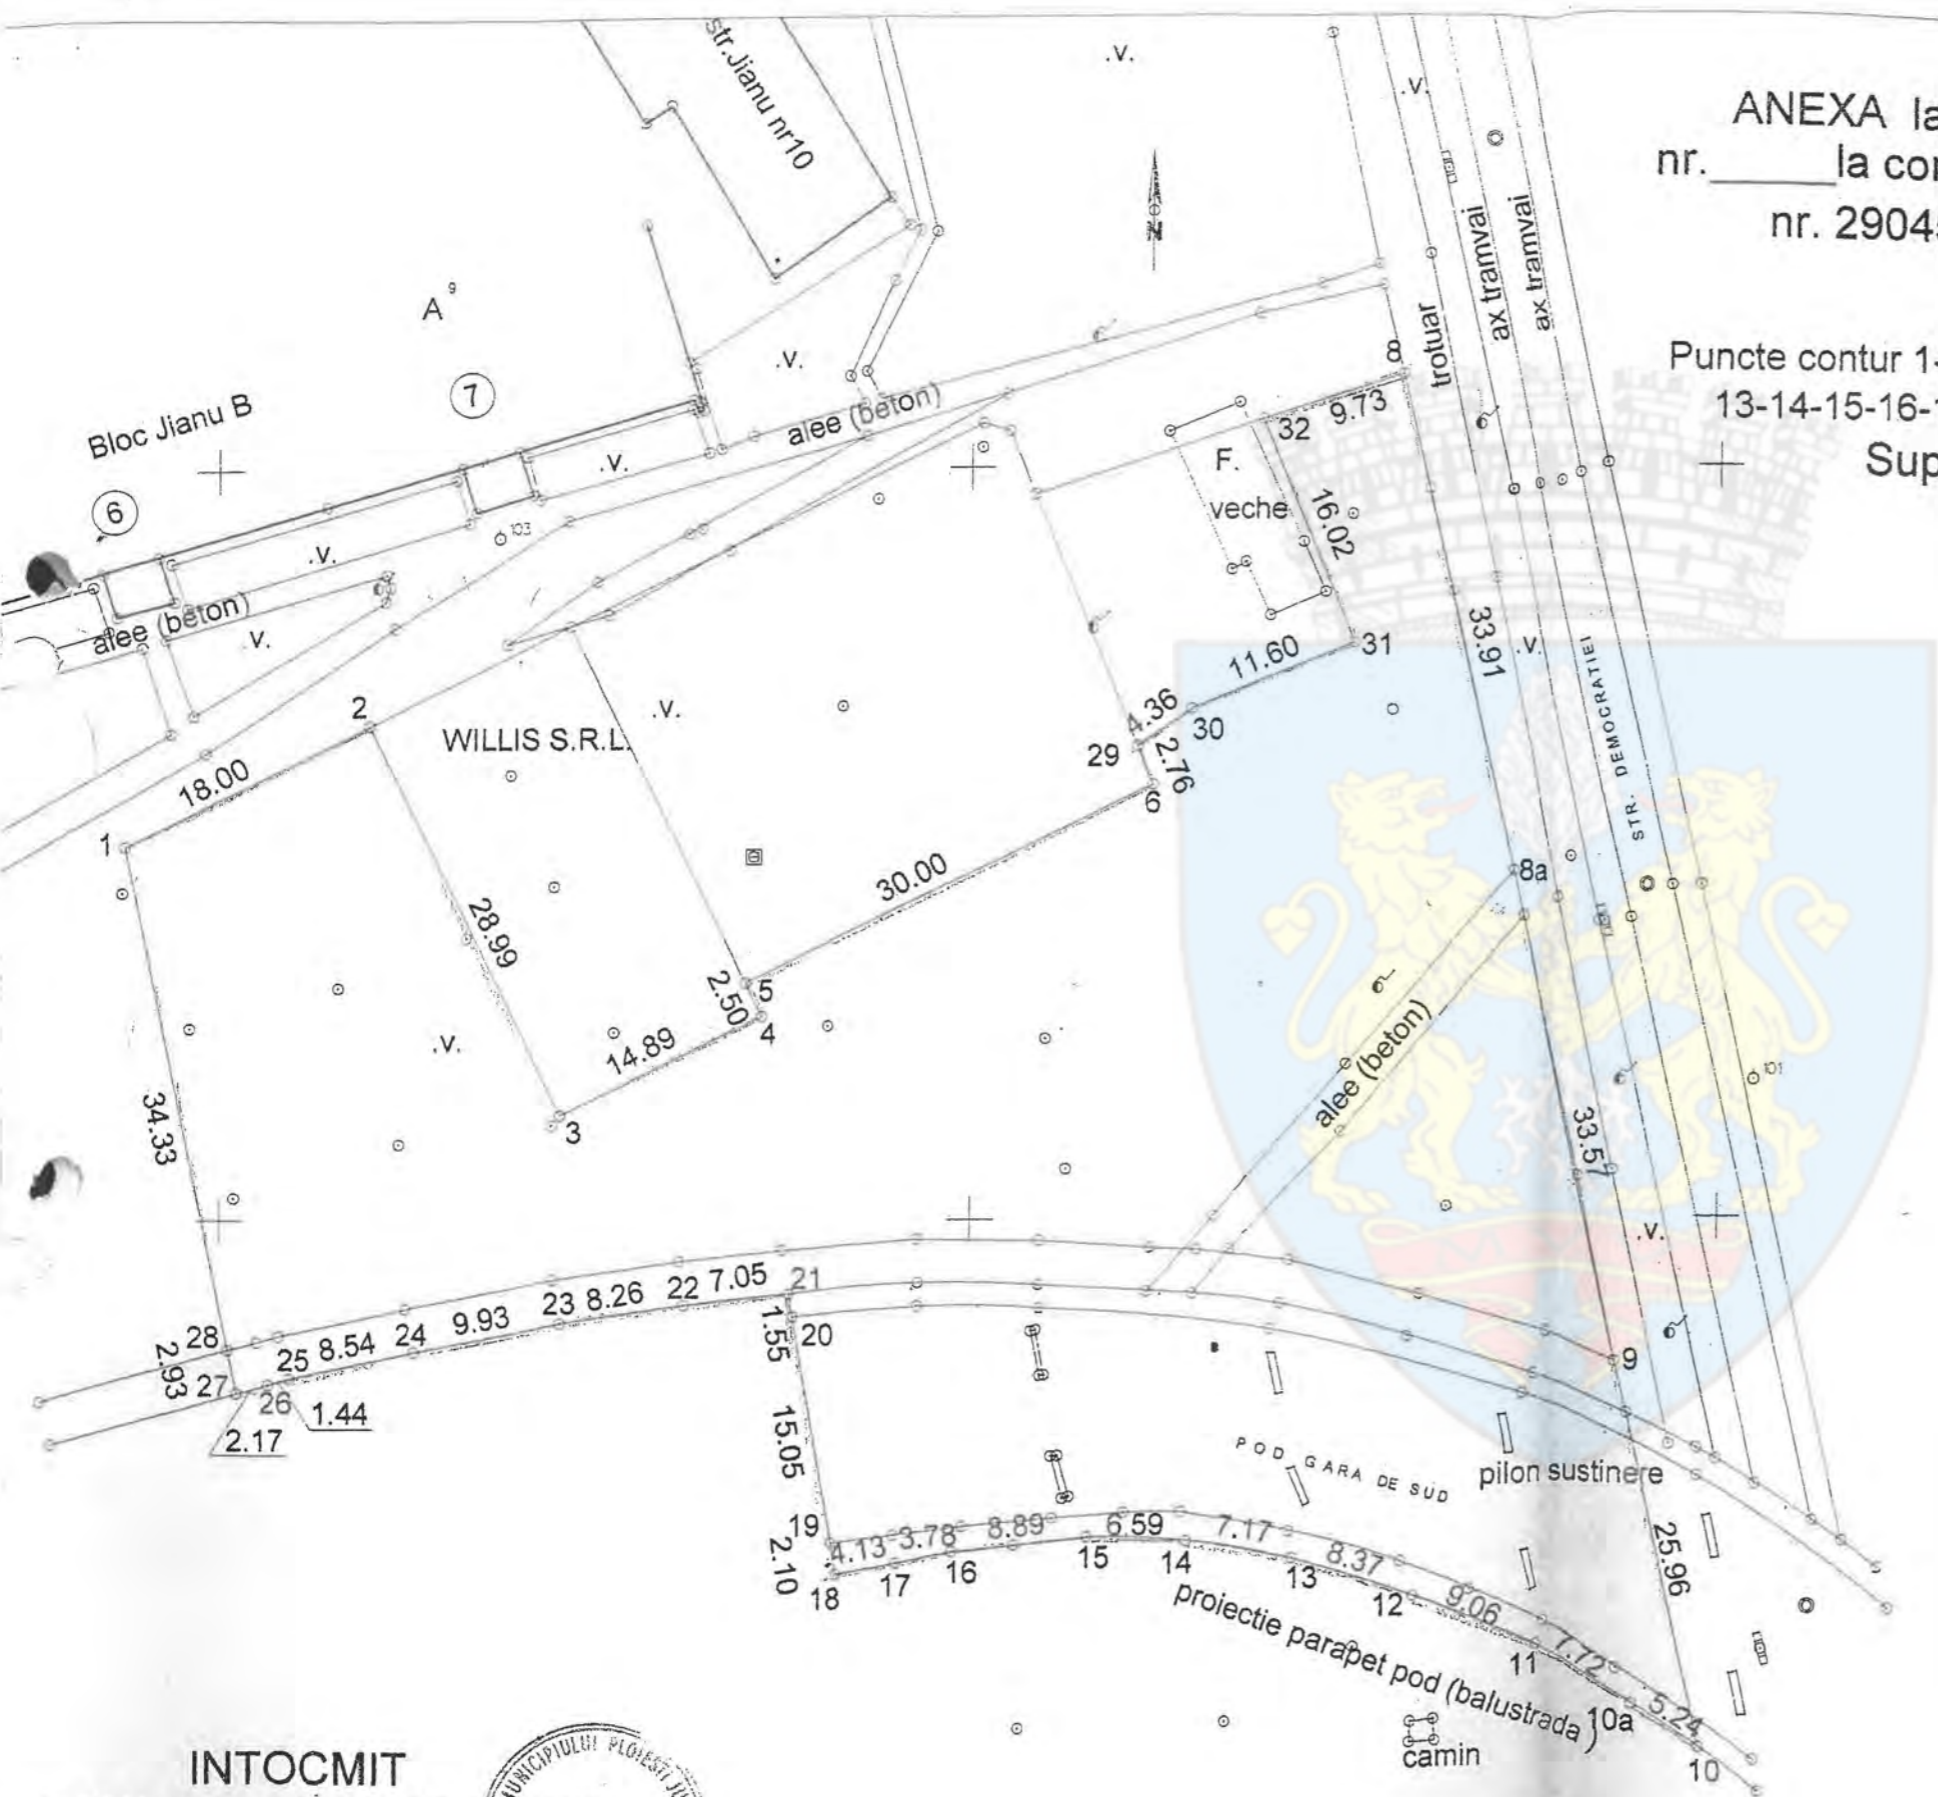 str.Jianu nr10
.v.
.v.
ANEXA la
nr.______la co
nr. 2904
A 9
ax tramvai
ax tramvai
trotuar
.v.
8
Puncte contur 1-
13-14-15-16-
Sup
Bloc Jianu B
7
alee (beton)
32
9.73
F.
veche
16.02
.v.
6
103
.v.
alee (beton)
.v.
33.91
.v.
STR. DEMOCRATIEI
31
11.60
2
WILLIS S.R.L.
.v.
4.36
30
29
2.76
6
18.00
1
30.00
8a
28.99
5
2.50
4
14.89
3
.v.
34.33
alee (beton)
101
33.57
.v.
21
7.05
22
8.26
23
9.93
24
8.54
25
28
2.93
27
26
1.44
2.17
1.55
20
9
15.05
POD GARA DE SUD
pilon sustinere
19
4.13
3.78
8.89
6.59
7.17
8.37
9.06
7.72
5.24
2.10
18
17
16
15
14
13
12
11
10a
10
25.96
proiectie parapet pod (balustrada)
camin
INTOCMIT
MUNICIPIULUI PLOIESTI JU
N